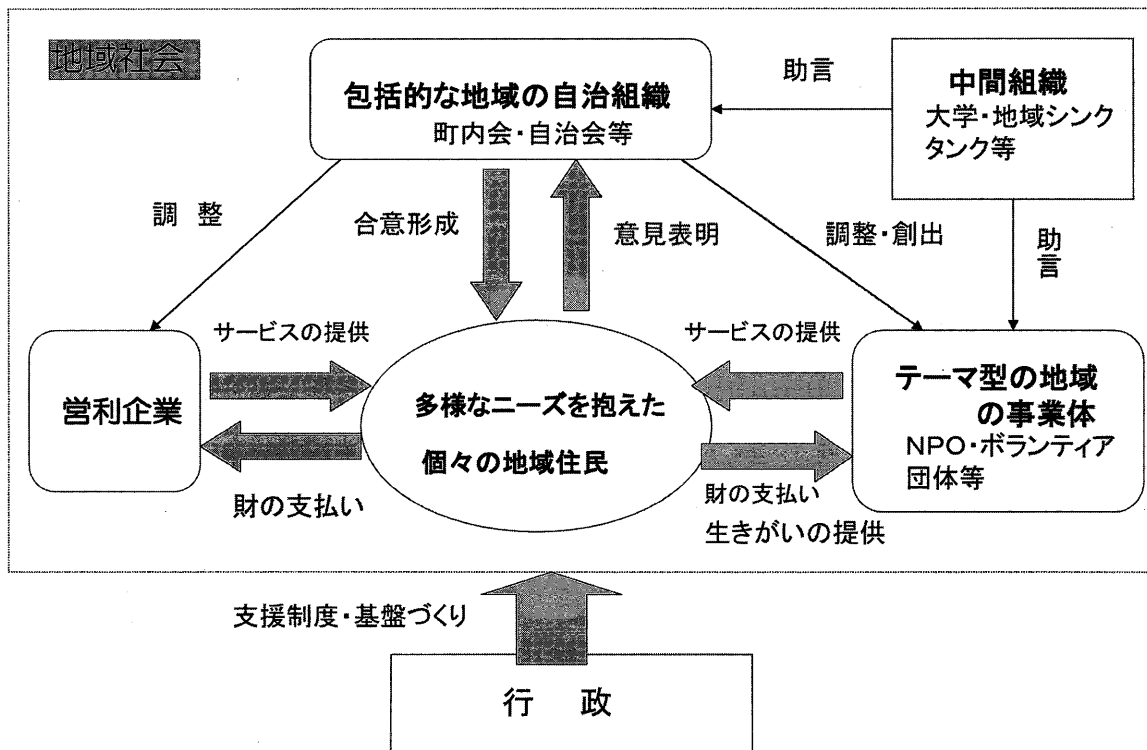 地域社会
包括的な地域の自治組織
町内会・自治会等
助言
中間組織
大学・地域シンク
タンク等
調 整
合意形成
意見表明
調整・創出
助言
サービスの提供
サービスの提供
営利企業
多様なニーズを抱えた
個々の地域住民
テーマ型の地域
の事業体
NPO・ボランティア
団体等
財の支払い
財の支払い
生きがいの提供
支援制度・基盤づくり
行 政